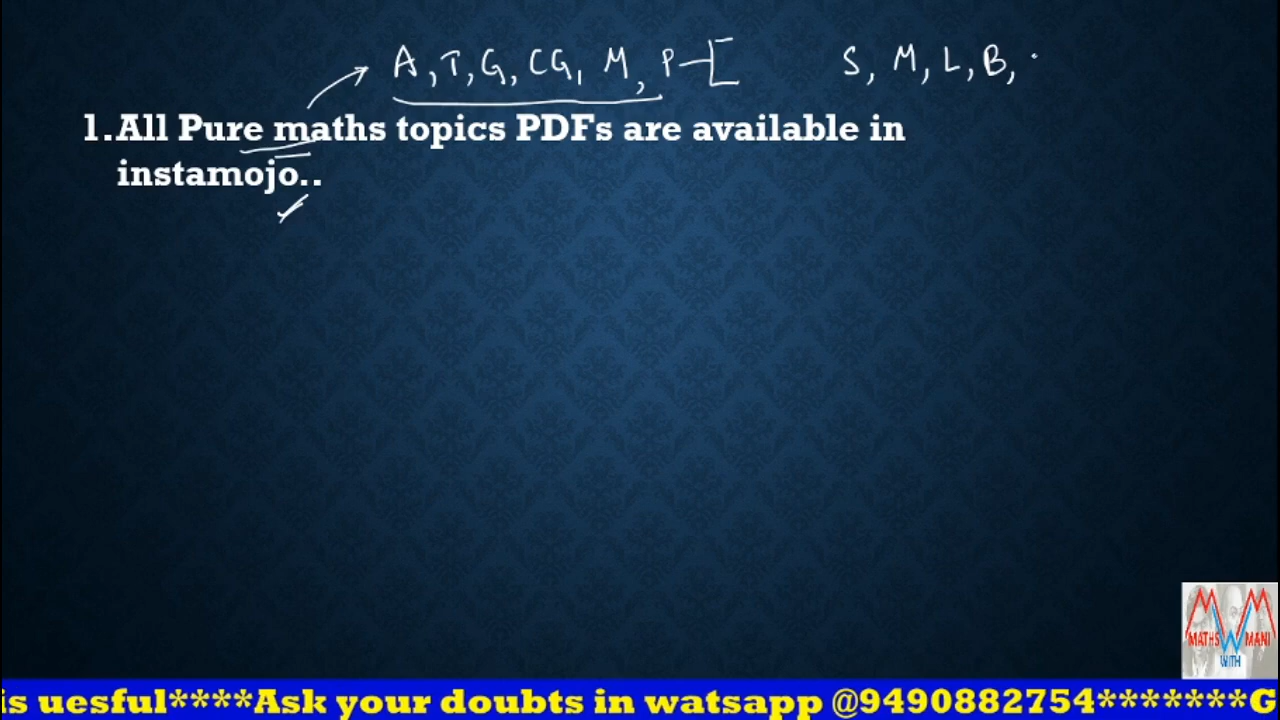 A, T, G, CG, M, P-[ S, M, L, B,
1. All Pure maths topics PDFs are available in
instamojo..
MATHS MANI
WITH
is uesful****Ask your doubts in watsapp @9490882754*******G